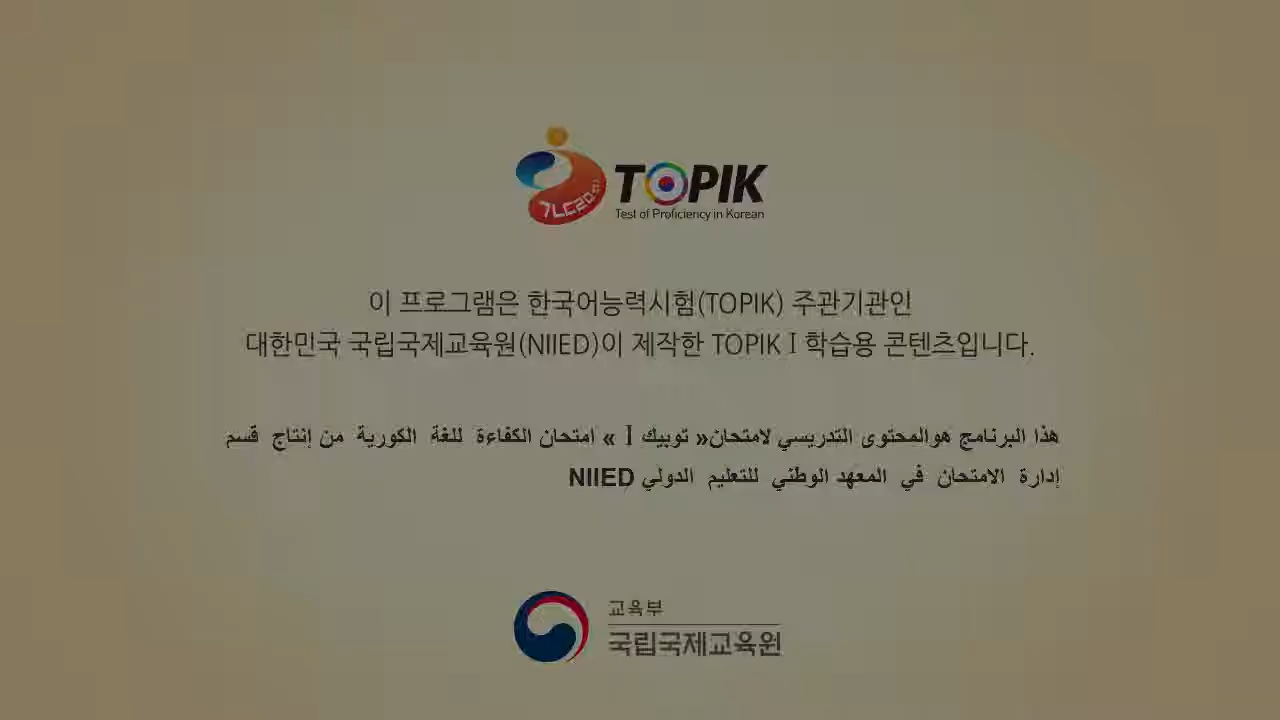 TOPIK
Test of Proficiency in Korean
이 프로그램은 한국어능력시험(TOPIK) 주관기관인
대한민국 국립국제교육원(NIIED)이 제작한 TOPIK Ⅰ 학습용 콘텐츠입니다.
هذا البرنامج هوالمحتوى التدريسي لامتحان« توبيك Ⅰ » امتحان الكفاءة للغة الكورية من إنتاج قسم
إدارة الامتحان في المعهد الوطني للتعليم الدولي NIIED
교육부
국립국제교육원